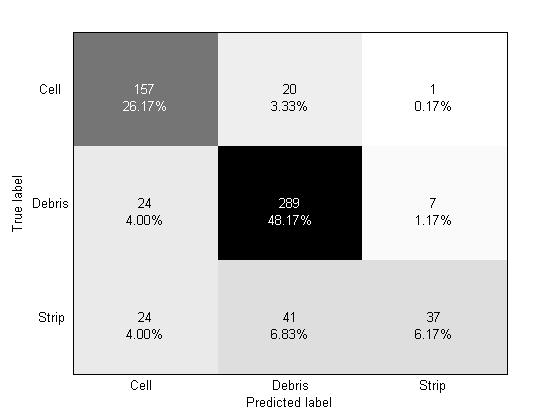 Cell
157
26.17%
20
3.33%
1
0.17%
True label
Debris
24
4.00%
289
48.17%
7
1.17%
Strip
24
4.00%
41
6.83%
37
6.17%
Cell
Debris
Strip
Predicted label